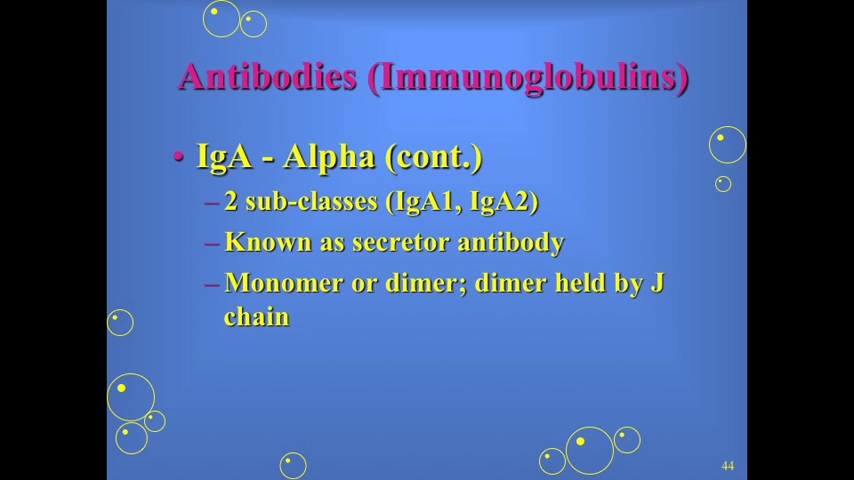 Antibodies (Immunoglobulins)
• IgA - Alpha (cont.)
– 2 sub-classes (IgA1, IgA2)
– Known as secretor antibody
– Monomer or dimer; dimer held by J
chain
44